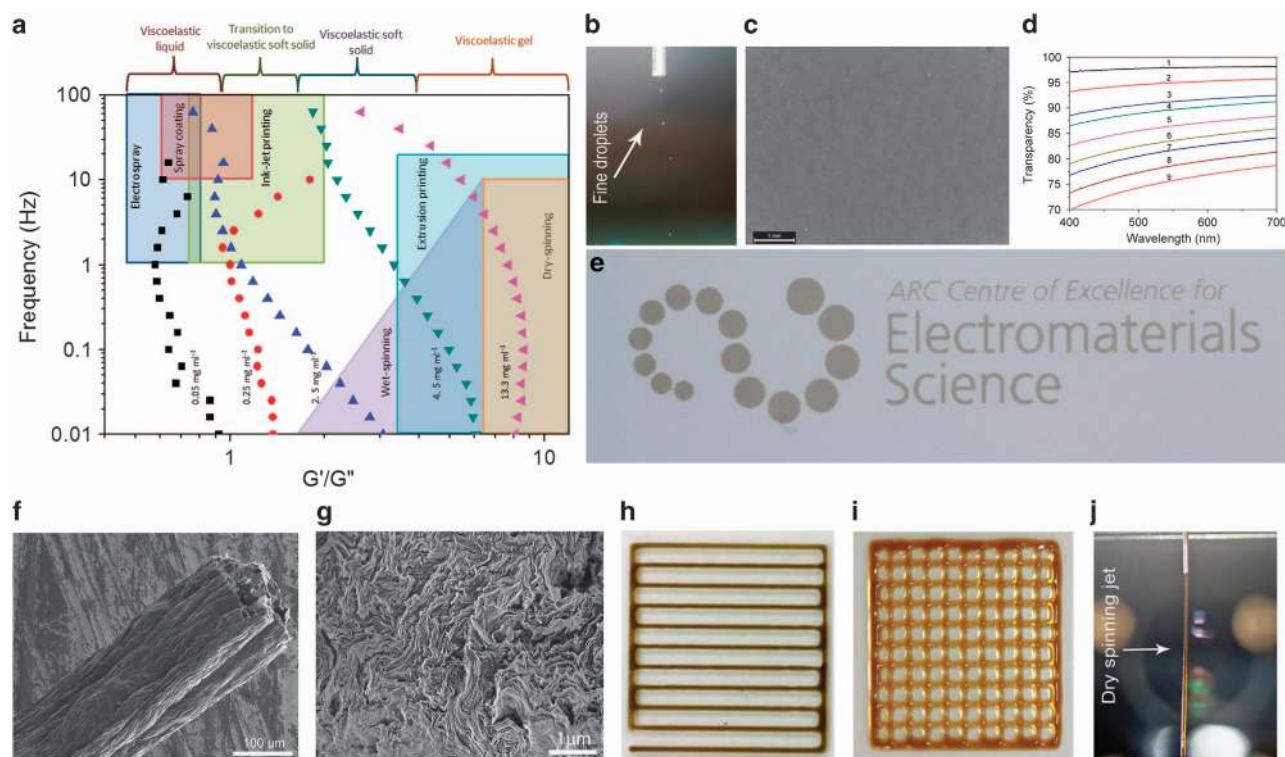 a
Viscoelastic
liquid
Transition to
viscoelastic soft solid
Viscoelastic soft
solid
Viscoelastic gel
100
10
1
0.1
0.01
Frequency (Hz)
Electrospray
Spray coating
Ink-Jet printing
Extrusion printing
Dry-spinning
Wet-spinning
0.05 mg ml⁻¹
0.25 mg ml⁻¹
2. 5 mg ml⁻¹
4. 5 mg ml⁻¹
13.3 mg ml⁻¹
1
10
G'/G"
b
Fine droplets
c
d
100
95
90
85
80
75
70
Transparency (%)
1
2
3
4
5
6
7
8
9
400
500
600
700
Wavelength (nm)
e
ARC Centre of Excellence for
Electromaterials
Science
f
100 µm
g
1µm
h
i
j
Dry spinning jet